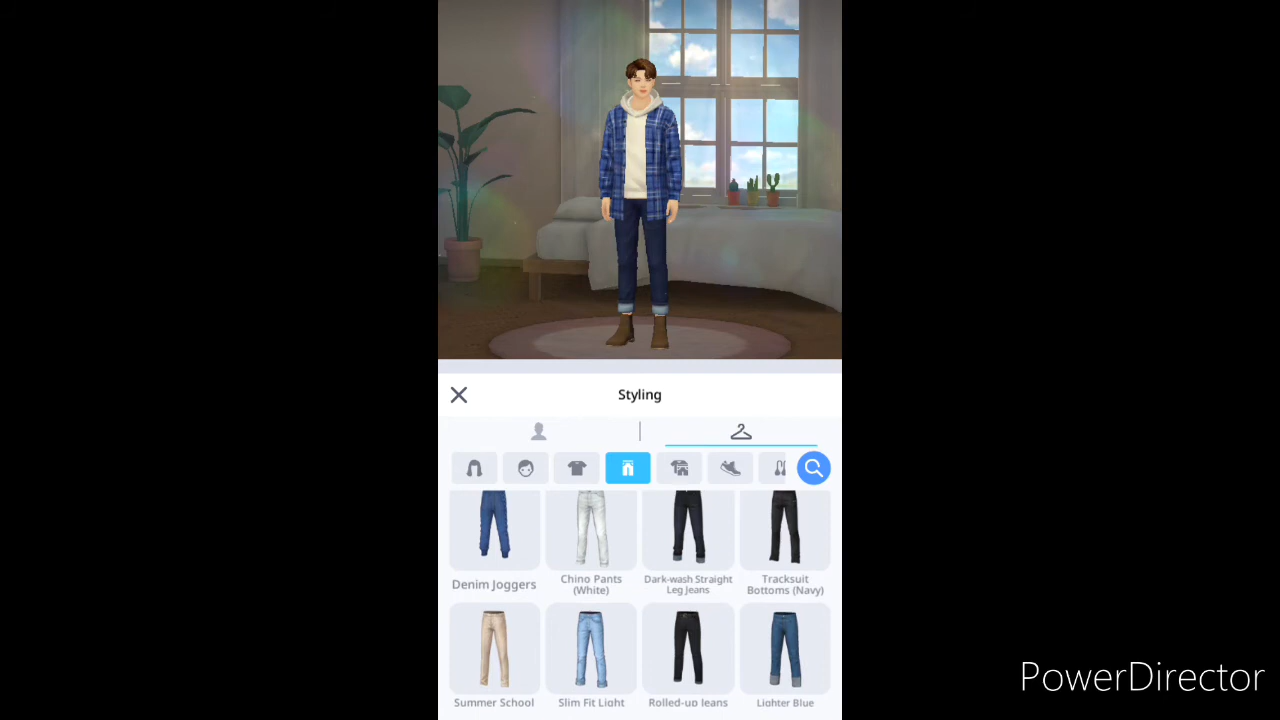 Styling
Denim Joggers
Chino Pants
(White)
Dark-wash Straight
Leg Jeans
Tracksuit
Bottoms (Navy)
Summer School
Slim Fit Light
Rolled-up Jeans
Lighter Blue
PowerDirector